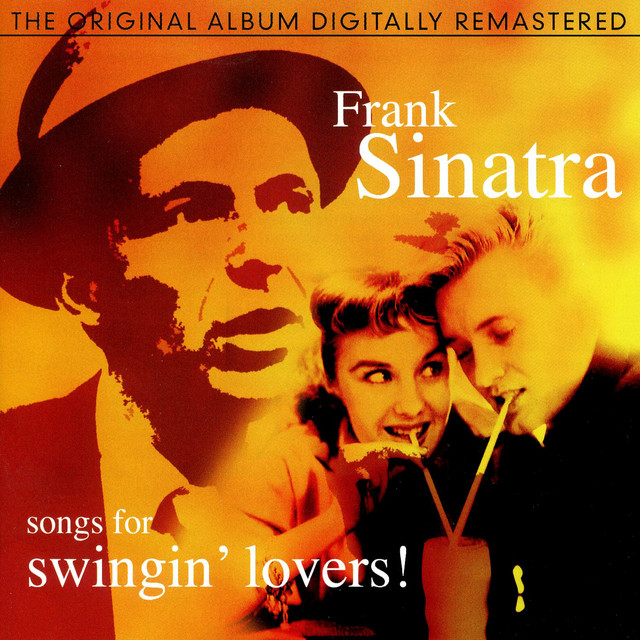 THE ORIGINAL ALBUM DIGITALLY REMASTERED
Frank
Sinatra
songs for
swingin’ lovers!